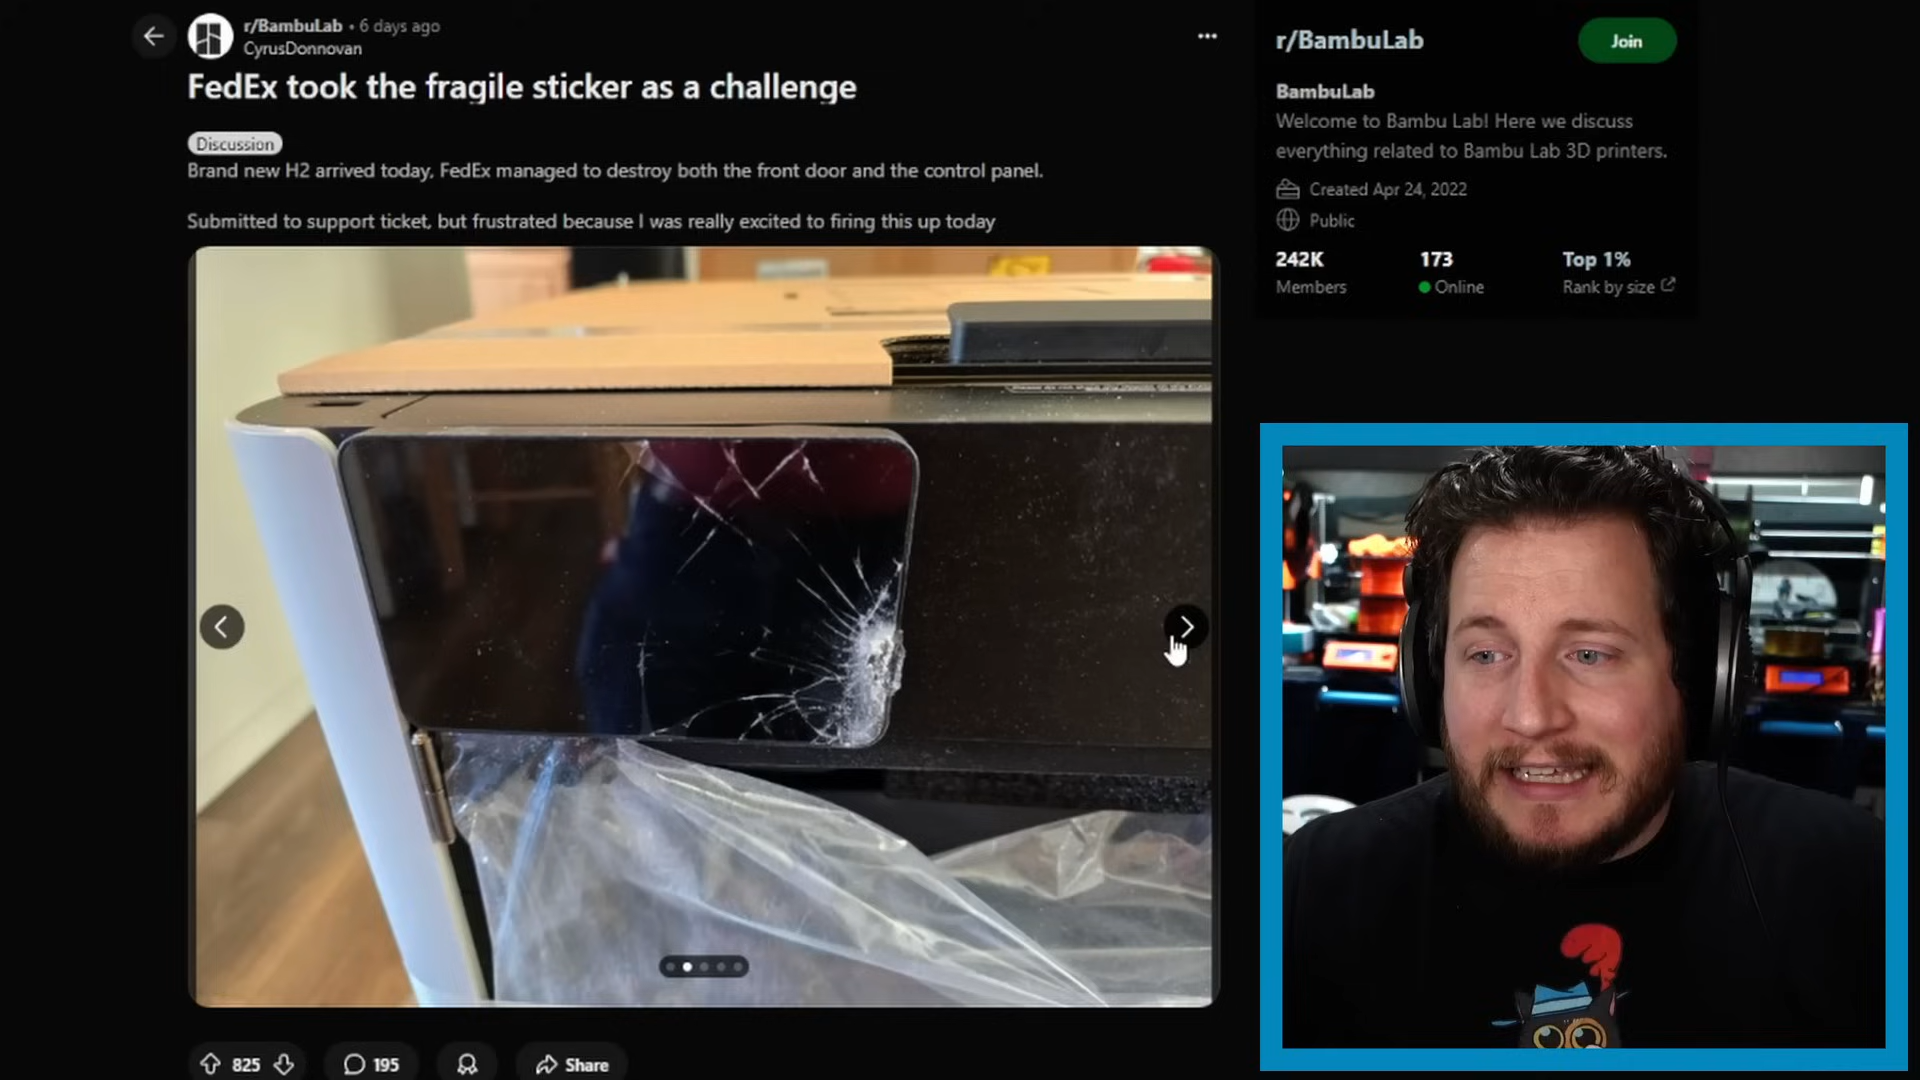 r/BambuLab • 6 days ago
CyrusDonnovan
FedEx took the fragile sticker as a challenge
Discussion
Brand new H2 arrived today, FedEx managed to destroy both the front door and the control panel.
Submitted to support ticket, but frustrated because I was really excited to firing this up today
825
195
Share
r/BambuLab
Join
BambuLab
Welcome to Bambu Lab! Here we discuss
everything related to Bambu Lab 3D printers.
Created Apr 24, 2022
Public
242K 173 Top 1%
Members Online Rank by size